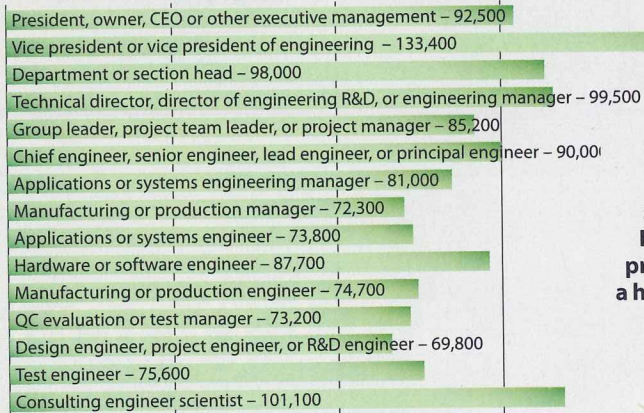 President, owner, CEO or other executive management – 92,500
Vice president or vice president of engineering – 133,400
Department or section head – 98,000
Technical director, director of engineering R&D, or engineering manager – 99,500
Group leader, project team leader, or project manager – 85,200
Chief engineer, senior engineer, lead engineer, or principal engineer – 90,00
Applications or systems engineering manager – 81,000
Manufacturing or production manager – 72,300
Applications or systems engineer – 73,800
Hardware or software engineer – 87,700
Manufacturing or production engineer – 74,700
QC evaluation or test manager – 73,200
Design engineer, project engineer, or R&D engineer – 69,800
Test engineer – 75,600
Consulting engineer scientist – 101,100
pr
a h